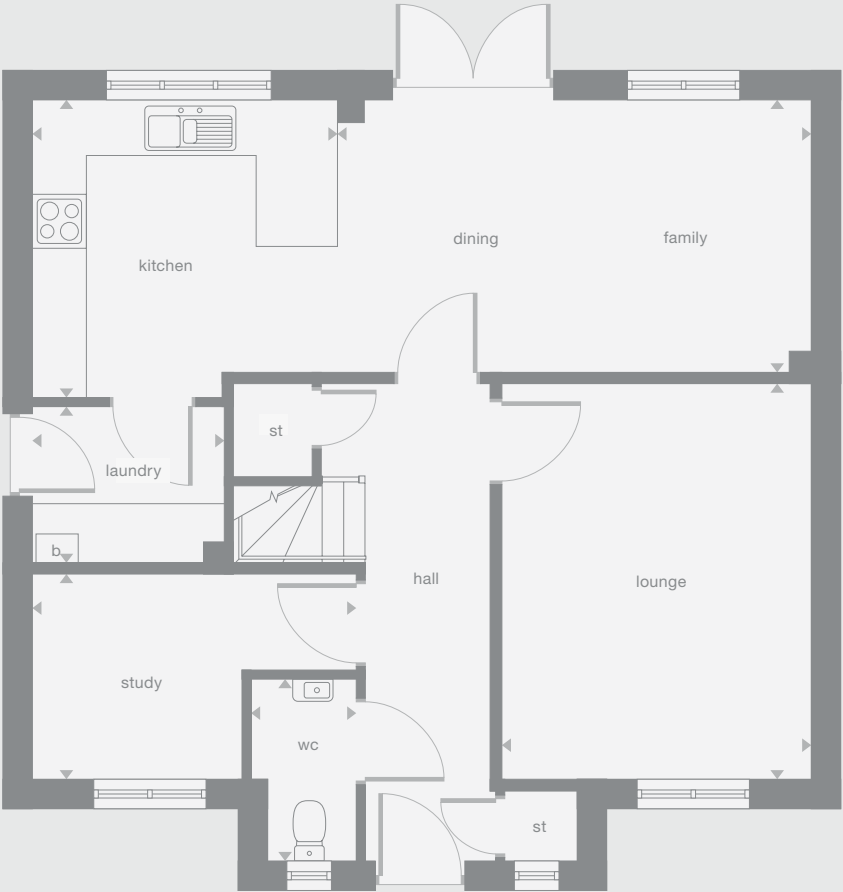 dining
family
kitchen
st
laundry
b
hall
lounge
study
wc
st